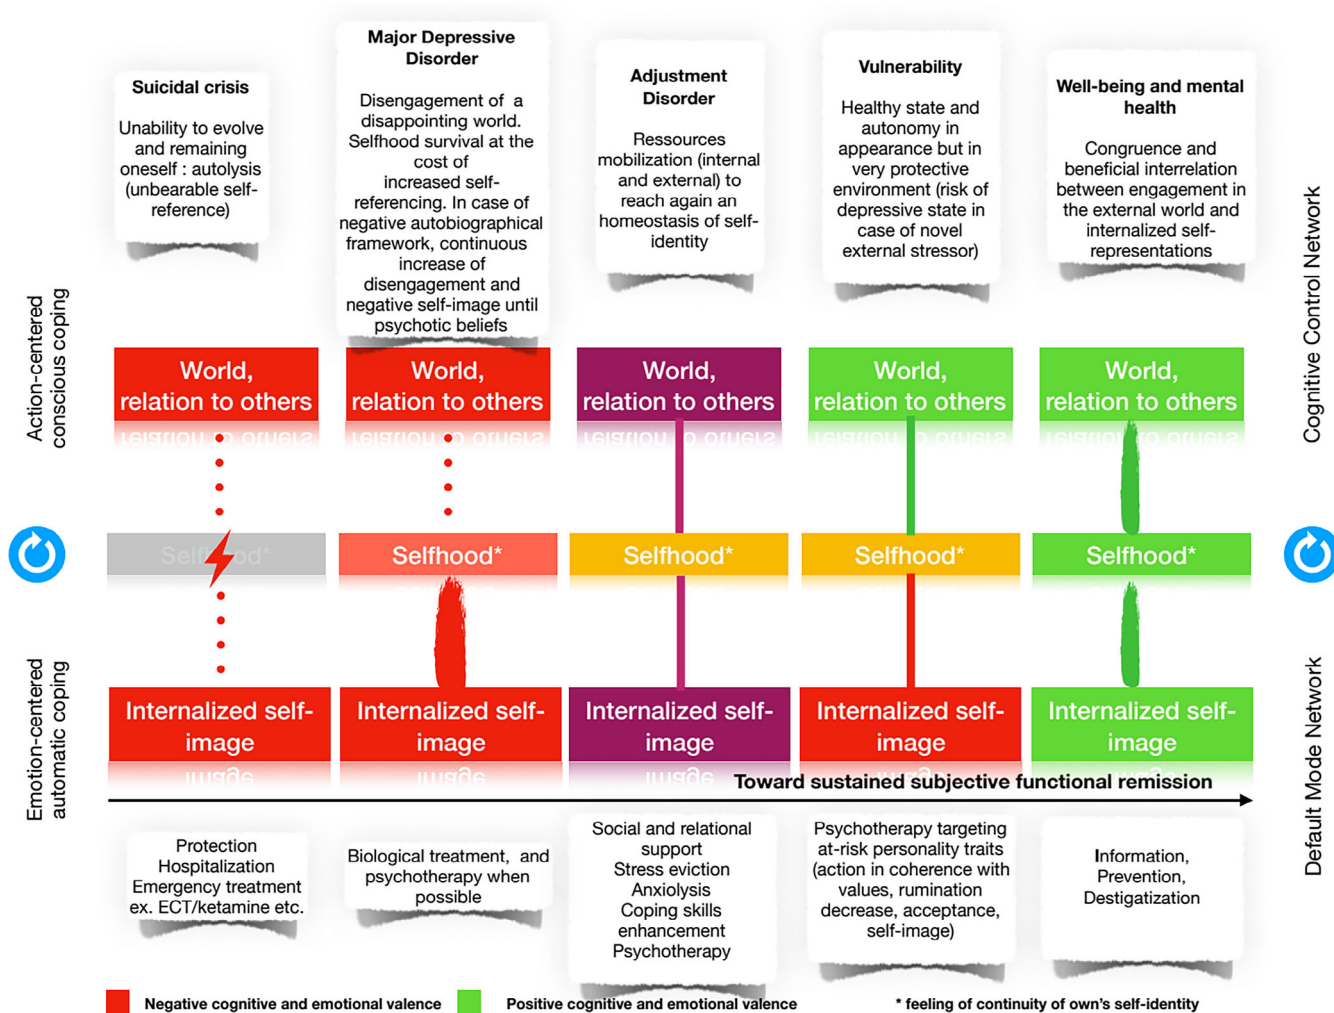 Suicidal crisis
Unability to evolve
and remaining
oneself : autolysis
(unbearable self-
reference)
Major Depressive
Disorder
Disengagement of a
disappointing world.
Selfhood survival at the
cost of
increased self-
referencing. In case of
negative autobiographical
framework, continuous
increase of
disengagement and
negative self-image until
psychotic beliefs
Adjustment
Disorder
Ressources
mobilization (internal
and external) to
reach again an
homeostasis of self-
identity
Vulnerability
Healthy state and
autonomy in
appearance but in
very protective
environment (risk of
depressive state in
case of novel
external stressor)
Well-being and mental
health
Congruence and
beneficial interrelation
between engagement in
the external world and
internalized self-
representations
Action-centered
conscious coping
Cognitive Control Network
World,
relation to others
World,
relation to others
World,
relation to others
World,
relation to others
World,
relation to others
Selfhood*
Selfhood*
Selfhood*
Selfhood*
Selfhood*
Emotion-centered
automatic coping
Default Mode Network
Internalized self-
image
Internalized self-
image
Internalized self-
image
Internalized self-
image
Internalized self-
image
Toward sustained subjective functional remission
Protection
Hospitalization
Emergency treatment
ex. ECT/ketamine etc.
Biological treatment, and
psychotherapy when
possible
Social and relational
support
Stress eviction
Anxiolysis
Coping skills
enhancement
Psychotherapy
Psychotherapy targeting
at-risk personality traits
(action in coherence with
values, rumination
decrease, acceptance,
self-image)
Information,
Prevention,
Destigatization
Negative cognitive and emotional valence
Positive cognitive and emotional valence
* feeling of continuity of own's self-identity